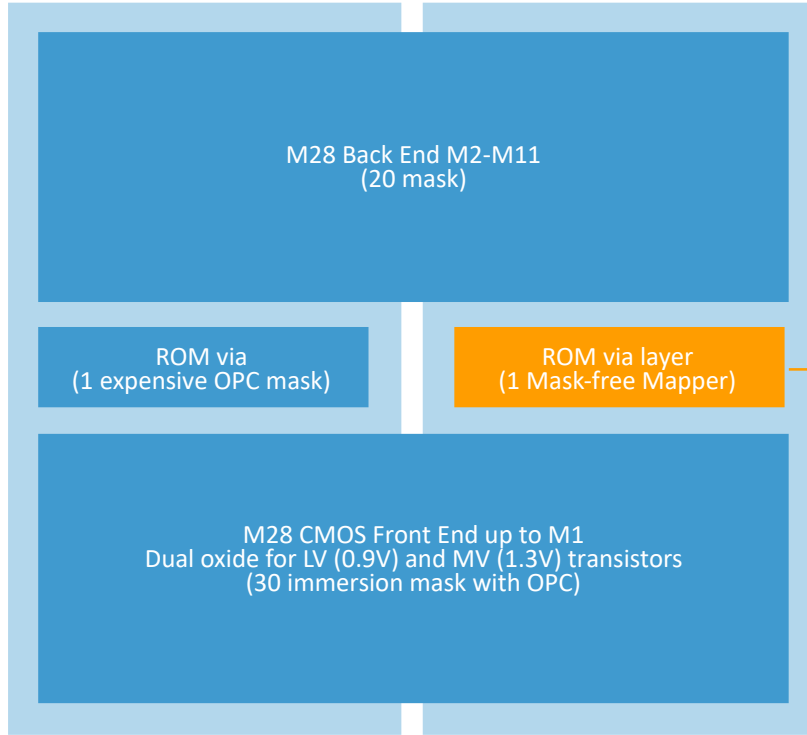 M28 Back End M2-M11
(20 mask)
ROM via
(1 expensive OPC mask)
ROM via layer
(1 Mask-free Mapper)
M28 CMOS Front End up to M1
Dual oxide for LV (0.9V) and MV (1.3V) transistors
(30 immersion mask with OPC)